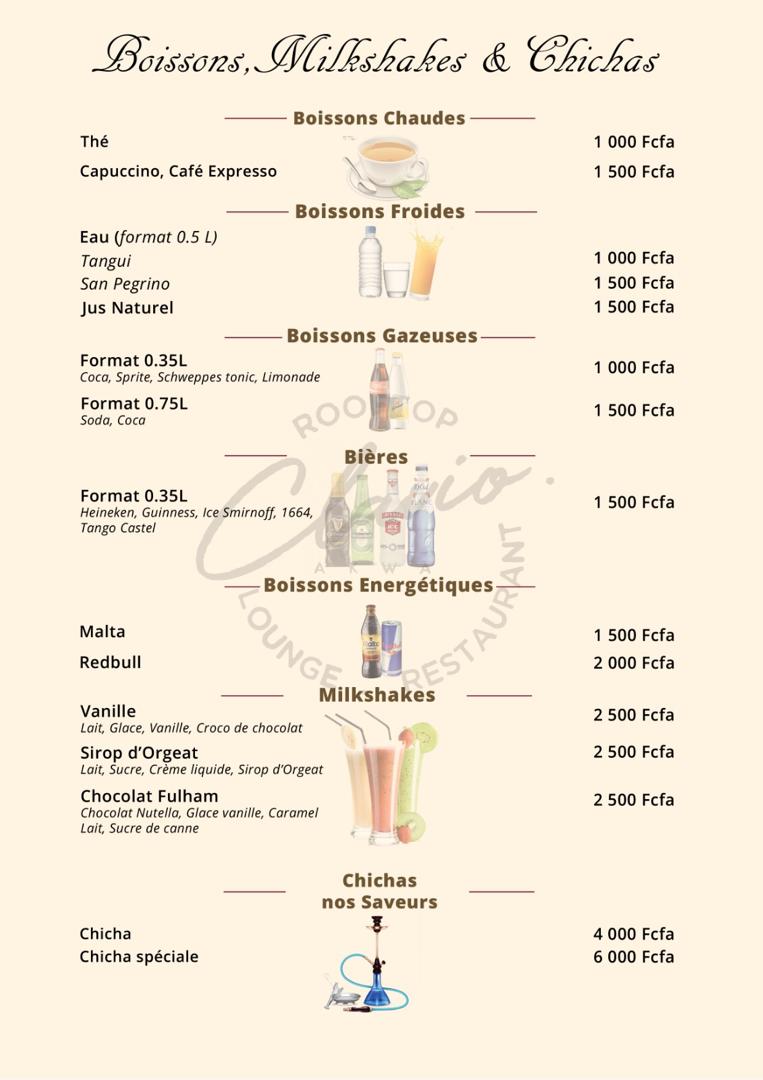 Boissons, Milkshakes & Chichas
Boissons Chaudes
Thé 1 000 Fcfa
Capuccino, Café Expresso 1 500 Fcfa
Boissons Froides
Eau (format 0.5 L)
Tangui 1 000 Fcfa
San Pegrino 1 500 Fcfa
Jus Naturel 1 500 Fcfa
Boissons Gazeuses
Format 0.35L 1 000 Fcfa
Coca, Sprite, Schweppes tonic, Limonade
Format 0.75L 1 500 Fcfa
Soda, Coca
ROOFTOP
Bières
Format 0.35L 1 500 Fcfa
Heineken, Guinness, Ice Smirnoff, 1664,
Tango Castel
AKWA
LOUNGE RESTAURANT
Boissons Energétiques
Malta 1 500 Fcfa
Redbull 2 000 Fcfa
Milkshakes
Vanille 2 500 Fcfa
Lait, Glace, Vanille, Croco de chocolat
Sirop d’Orgeat 2 500 Fcfa
Lait, Sucre, Crème liquide, Sirop d’Orgeat
Chocolat Fulham 2 500 Fcfa
Chocolat Nutella, Glace vanille, Caramel
Lait, Sucre de canne
Chichas
nos Saveurs
Chicha 4 000 Fcfa
Chicha spéciale 6 000 Fcfa